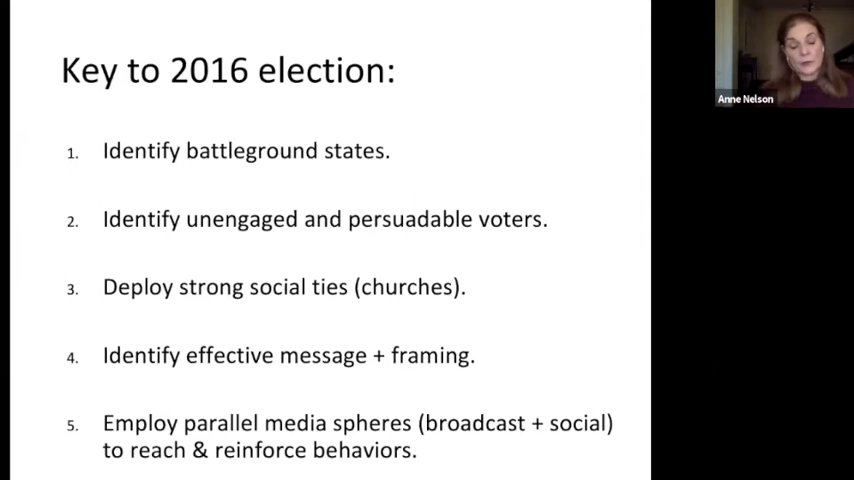 Key to 2016 election:
1. Identify battleground states.
2. Identify unengaged and persuadable voters.
3. Deploy strong social ties (churches).
4. Identify effective message + framing.
5. Employ parallel media spheres (broadcast + social)
to reach & reinforce behaviors.
Anne Nelson